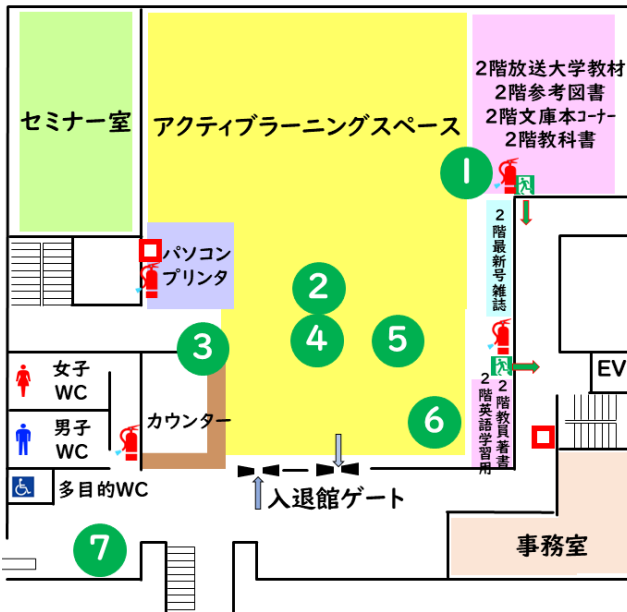 2階放送大学教材
2階参考図書
2階文庫本コーナー
2階教科書
セミナー室
アクティブラーニングスペース
1
2階最新号雑誌
パソコン
プリンタ
2
3
4
5
EV
女子
WC
カウンター
6
2階教員著書
2階英語学習用
男子
WC
多目的WC
入退館ゲート
7
事務室